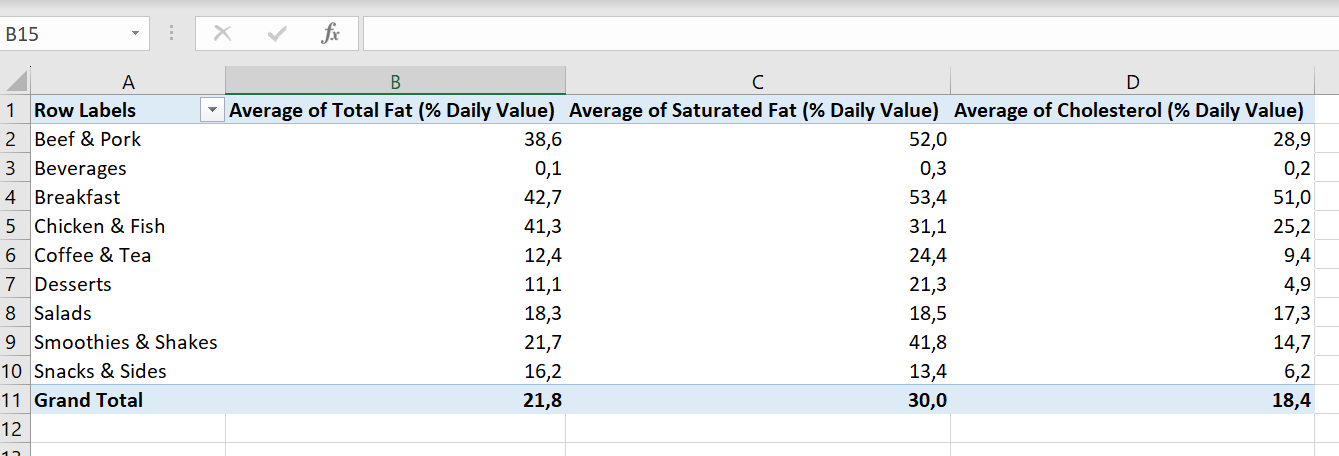 B15 fx
A B C D
1 Row Labels Average of Total Fat (% Daily Value) Average of Saturated Fat (% Daily Value) Average of Cholesterol (% Daily Value)
2 Beef & Pork 38,6 52,0 28,9
3 Beverages 0,1 0,3 0,2
4 Breakfast 42,7 53,4 51,0
5 Chicken & Fish 41,3 31,1 25,2
6 Coffee & Tea 12,4 24,4 9,4
7 Desserts 11,1 21,3 4,9
8 Salads 18,3 18,5 17,3
9 Smoothies & Shakes 21,7 41,8 14,7
10 Snacks & Sides 16,2 13,4 6,2
11 Grand Total 21,8 30,0 18,4
12